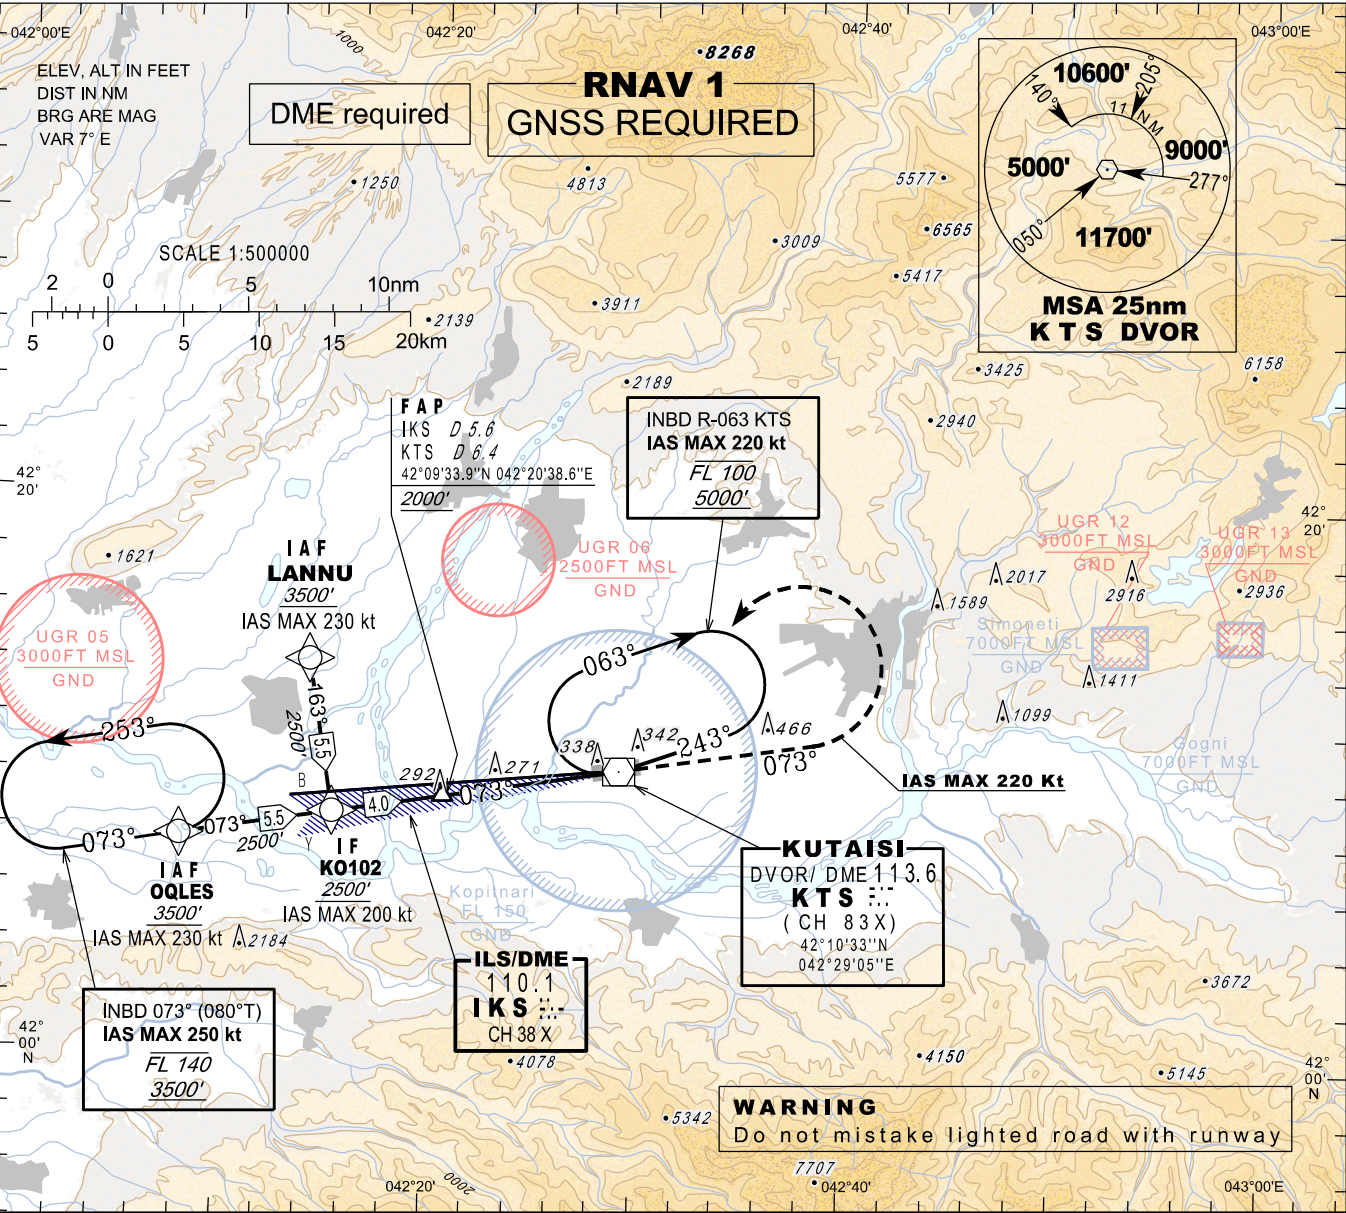 042°00'E
042°20'
042°40'
043°00'E
ELEV, ALT IN FEET
DIST IN NM
BRG ARE MAG
VAR 7° E
DME required
RNAV 1
GNSS REQUIRED
1000
8268
10600'
140°
205°
11 NM
9000'
5000'
277°
050°
11700'
MSA 25nm
K T S DVOR
1250
4813
5577
6565
3009
5417
SCALE 1:500000
2 0 5 10nm
5 0 5 10 15 20km
3911
2139
3425
6158
2189
2940
F A P
IKS D 5.6
KTS D 6.4
42°09'33.9"N 042°20'38.6"E
2000'
INBD R-063 KTS
IAS MAX 220 kt
FL 100
5000'
42°
20'
42°
20'
1621
I A F
LANNU
3500'
IAS MAX 230 kt
UGR 06
2500FT MSL
GND
UGR 12
3000FT MSL
GND
UGR 13
3000FT MSL
GND
2017
2916
2936
1589
UGR 05
3000FT MSL
GND
Simoneti
7000FT MSL
GND
1411
1099
063°
163°
5.5
2500'
253°
338
342
466
243°
073°
Gogni
7000FT MSL
GND
B
292
271
073°
IAS MAX 220 Kt
073°
073°
5.5
2500'
4.0
Y
I F
KO102
2500'
IAS MAX 200 kt
I A F
OQLES
3500'
IAS MAX 230 kt
2184
Kopitnari
FL 150
GND
KUTAISI
DVOR/ DME 113.6
KTS
( CH 83X)
42°10'33''N
042°29'05''E
ILS/DME
110.1
IKS
CH 38 X
INBD 073° (080°T)
IAS MAX 250 kt
FL 140
3500'
42°
00'
N
3672
4078
4150
5145
42°
00'
N
5342
WARNING
Do not mistake lighted road with runway
7707
2000
042°20'
042°40'
043°00'E